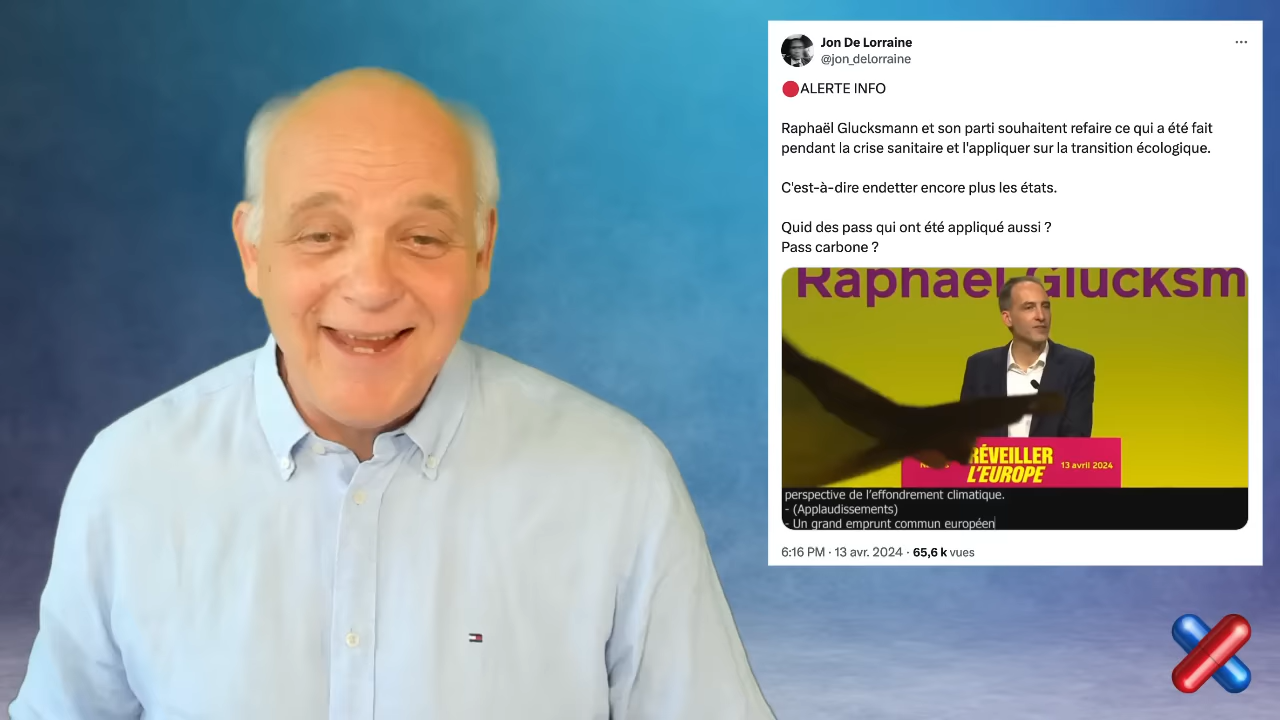 Jon De Lorraine
@jon_delorraine
ALERTE INFO
Raphaël Glucksmann et son parti souhaitent refaire ce qui a été fait
pendant la crise sanitaire et l'appliquer sur la transition écologique.
C'est-à-dire endetter encore plus les états.
Quid des pass qui ont été appliqué aussi ?
Pass carbone ?
Raphaël Glucksm
RÉVEILLER
L'EUROPE
13 avril 2024
perspective de l'effondrement climatique.
- (Applaudissements)
- Un grand emprunt commun européen
6:16 PM · 13 avr. 2024 · 65,6 k vues